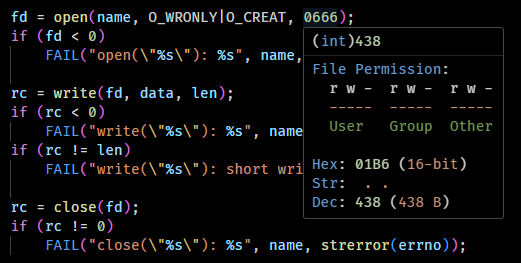 fd = open(name, O_WRONLY|O_CREAT, 0666);
if (fd < 0)
FAIL("open(\"%s\"): %s", name,
rc = write(fd, data, len);
if (rc < 0)
FAIL("write(\"%s\"): %s", name
if (rc != len)
FAIL("write(\"%s\"): short wri
rc = close(fd);
if (rc != 0)
FAIL("close(\"%s\"): %s", name, strerror(errno));
(int)438
File Permission:
r w - r w - r w -
----- ----- -----
User Group Other
Hex: 01B6 (16-bit)
Str: . .
Dec: 438 (438 B)